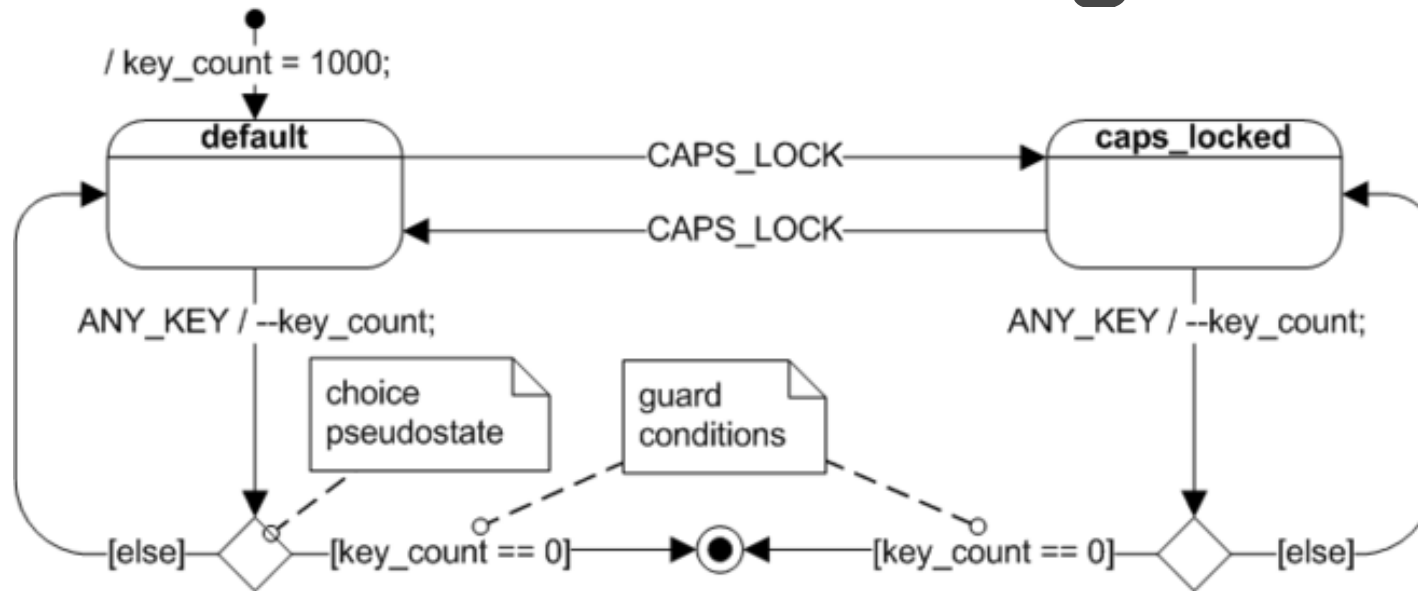 / key_count = 1000;
default
caps_locked
CAPS_LOCK
CAPS_LOCK
ANY_KEY / --key_count;
ANY_KEY / --key_count;
choice
pseudostate
guard
conditions
[else]
[key_count == 0]
[key_count == 0]
[else]